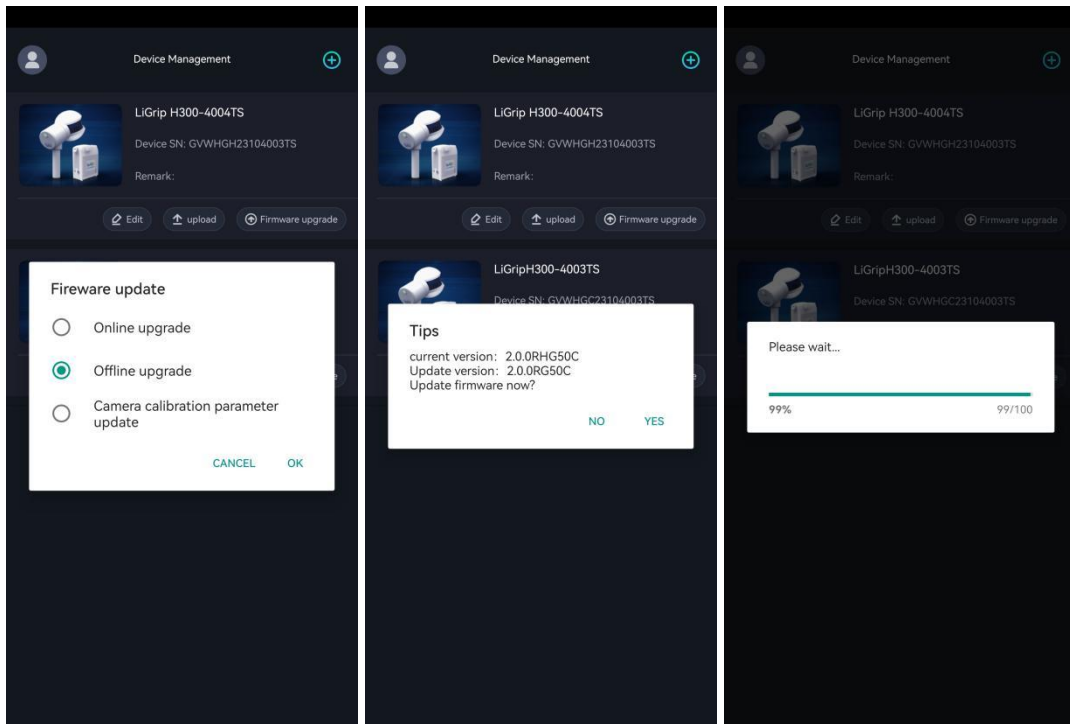 Device Management
LiGrip H300-4004TS
Device SN: GVWHGH23104003TS
Remark:
Edit
upload
Firmware upgrade
Fireware update
Online upgrade
Offline upgrade
Camera calibration parameter
update
CANCEL
OK
Device Management
LiGrip H300-4004TS
Device SN: GVWHGH23104003TS
Remark:
Edit
upload
Firmware upgrade
LiGripH300-4003TS
Device SN: GVWHGC23104003TS
Tips
current version: 2.0.0RHG50C
Update version: 2.0.0RG50C
Update firmware now?
NO
YES
Device Management
LiGrip H300-4004TS
Device SN: GVWHGH23104003TS
Remark:
Edit
upload
Firmware upgrade
LiGripH300-4003TS
Device SN: GVWHGC23104003TS
Please wait...
99%
99/100